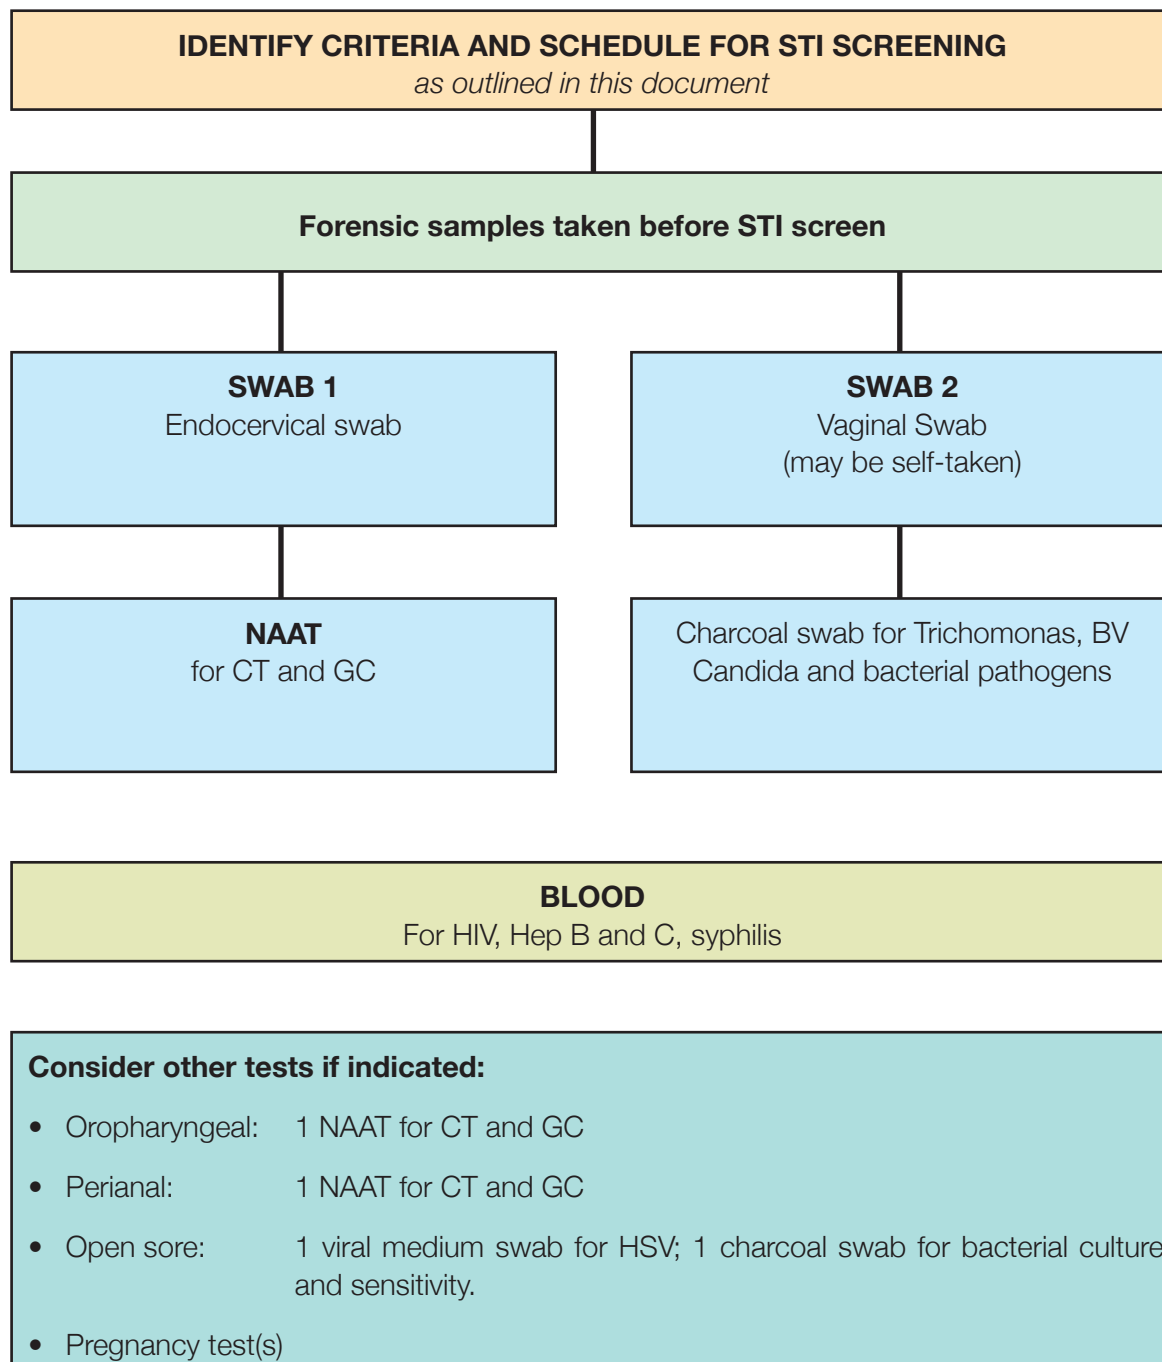 IDENTIFY CRITERIA AND SCHEDULE FOR STI SCREENING
as outlined in this document
Forensic samples taken before STI screen
SWAB 1
Endocervical swab
SWAB 2
Vaginal Swab
(may be self-taken)
NAAT
for CT and GC
Charcoal swab for Trichomonas, BV
Candida and bacterial pathogens
BLOOD
For HIV, Hep B and C, syphilis
Consider other tests if indicated:
• Oropharyngeal: 1 NAAT for CT and GC
• Perianal: 1 NAAT for CT and GC
• Open sore: 1 viral medium swab for HSV; 1 charcoal swab for bacterial culture
and sensitivity.
• Pregnancy test(s)